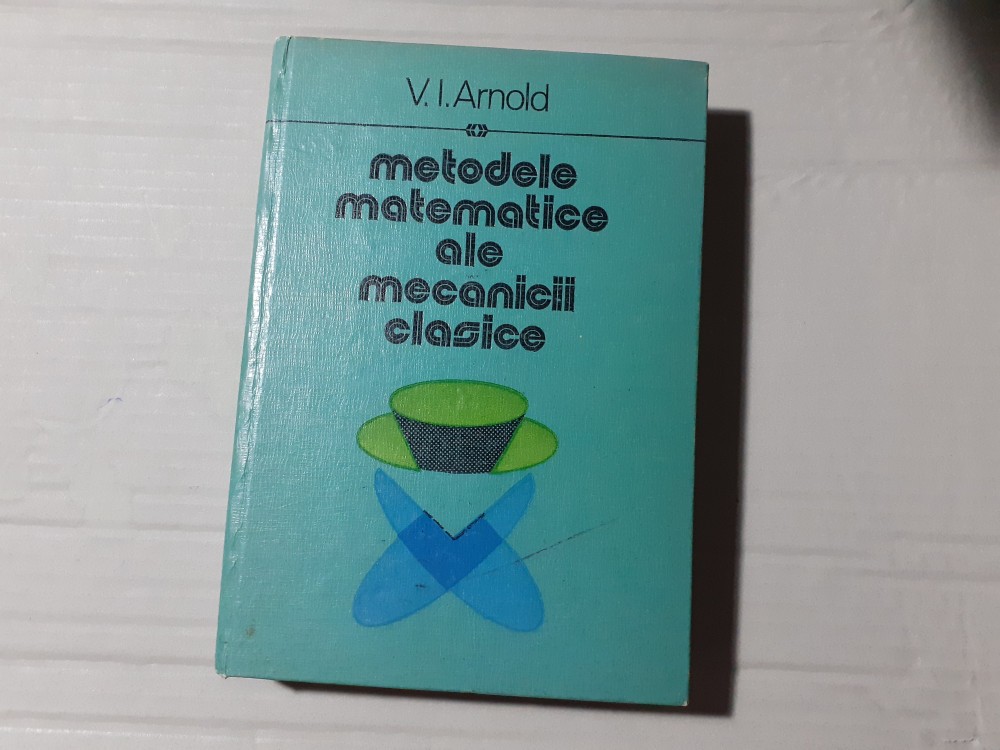 V. I. Arnold
metodele
matematice
ale
mecanicii
clasice